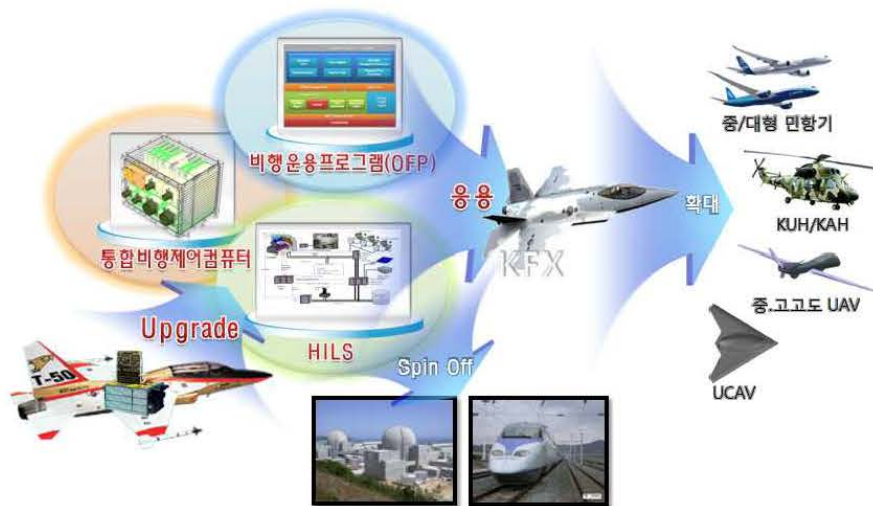 비행운용프로그램(OFP)
통합비행제어컴퓨터
HILS
Upgrade
T-50
응용
KFX
Spin Off
확대
중/대형 민항기
KUH/KAH
중.고고도 UAV
UCAV